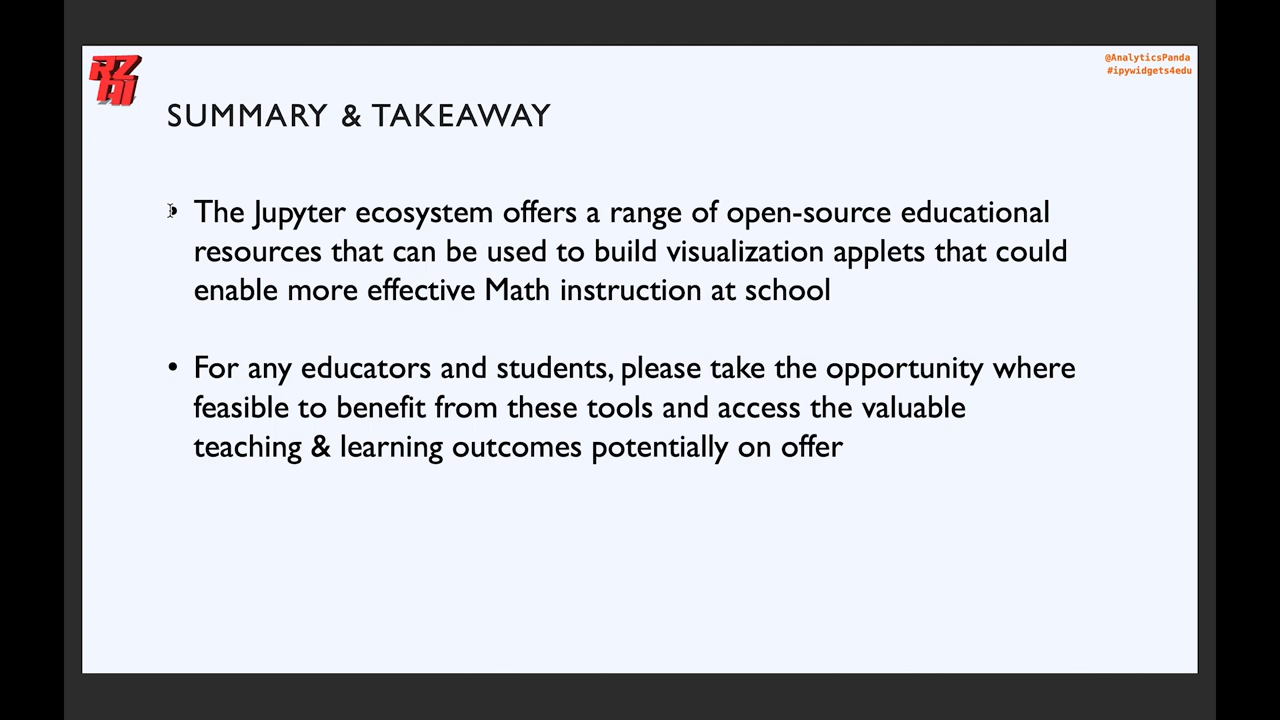 RZ
AI
@AnalyticsPanda
#ipywidgets4edu
SUMMARY & TAKEAWAY
• The Jupyter ecosystem offers a range of open-source educational
resources that can be used to build visualization applets that could
enable more effective Math instruction at school
• For any educators and students, please take the opportunity where
feasible to benefit from these tools and access the valuable
teaching & learning outcomes potentially on offer